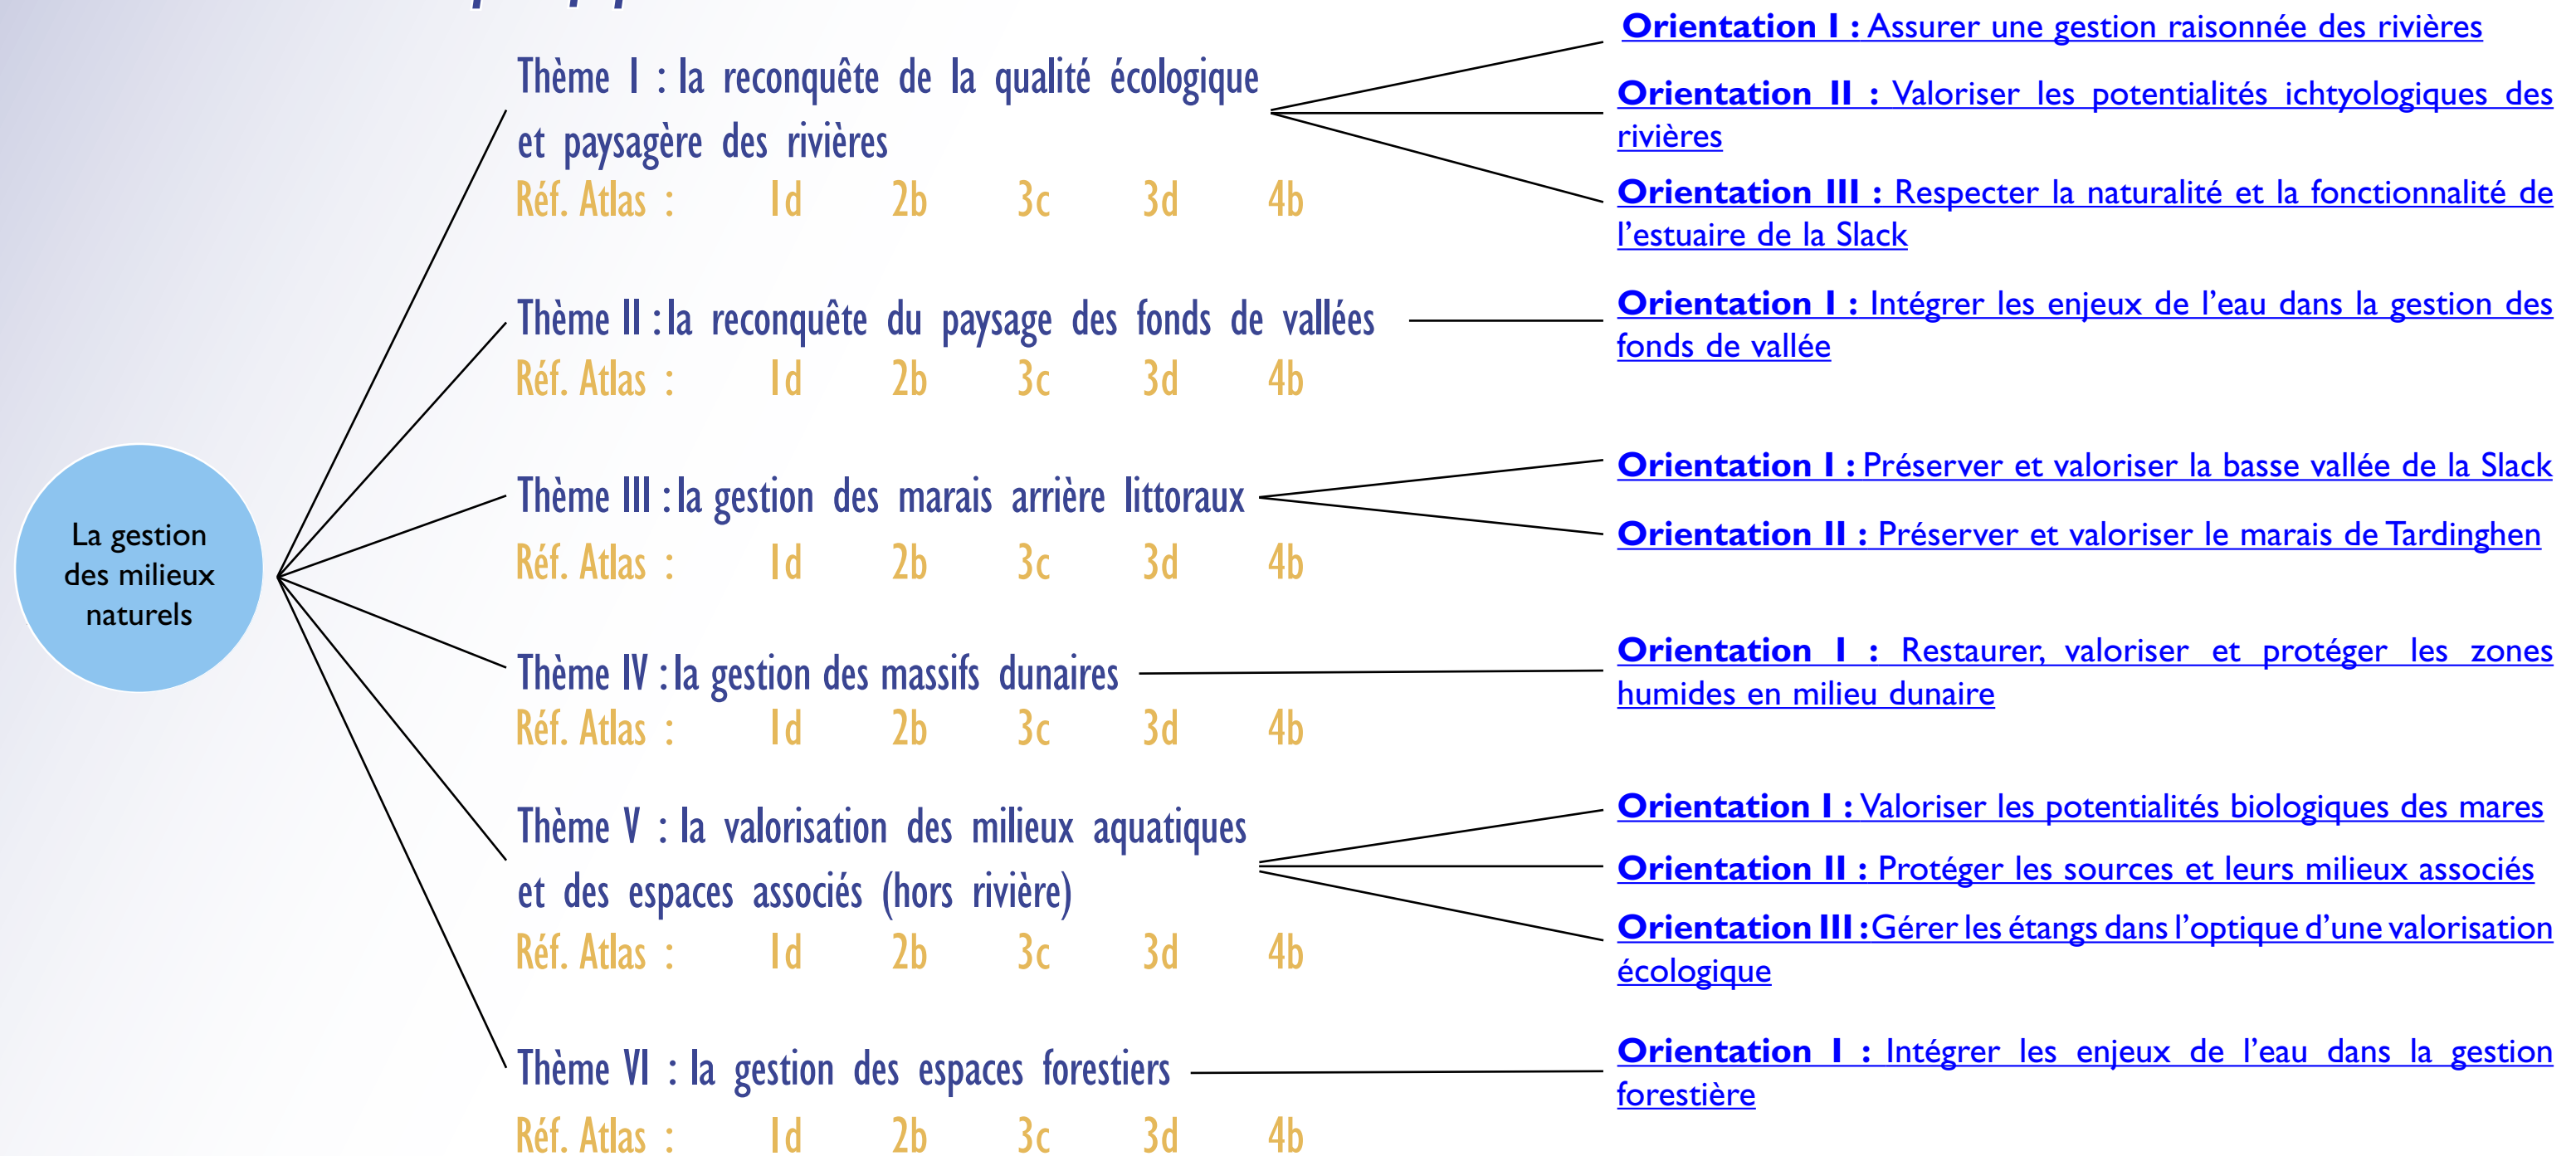 La gestion
des milieux
naturels
Thème I : la reconquête de la qualité écologique
et paysagère des rivières
Réf. Atlas : 1d 2b 3c 3d 4b
Orientation I : Assurer une gestion raisonnée des rivières
Orientation II : Valoriser les potentialités ichtyologiques des
rivières
Orientation III : Respecter la naturalité et la fonctionnalité de
l’estuaire de la Slack
Thème II : la reconquête du paysage des fonds de vallées
Réf. Atlas : 1d 2b 3c 3d 4b
Orientation I : Intégrer les enjeux de l’eau dans la gestion des
fonds de vallée
Thème III : la gestion des marais arrière littoraux
Réf. Atlas : 1d 2b 3c 3d 4b
Orientation I : Préserver et valoriser la basse vallée de la Slack
Orientation II : Préserver et valoriser le marais de Tardinghen
Thème IV : la gestion des massifs dunaires
Réf. Atlas : 1d 2b 3c 3d 4b
Orientation I : Restaurer, valoriser et protéger les zones
humides en milieu dunaire
Thème V : la valorisation des milieux aquatiques
et des espaces associés (hors rivière)
Réf. Atlas : 1d 2b 3c 3d 4b
Orientation I : Valoriser les potentialités biologiques des mares
Orientation II : Protéger les sources et leurs milieux associés
Orientation III : Gérer les étangs dans l’optique d’une valorisation
écologique
Thème VI : la gestion des espaces forestiers
Réf. Atlas : 1d 2b 3c 3d 4b
Orientation I : Intégrer les enjeux de l’eau dans la gestion
forestière